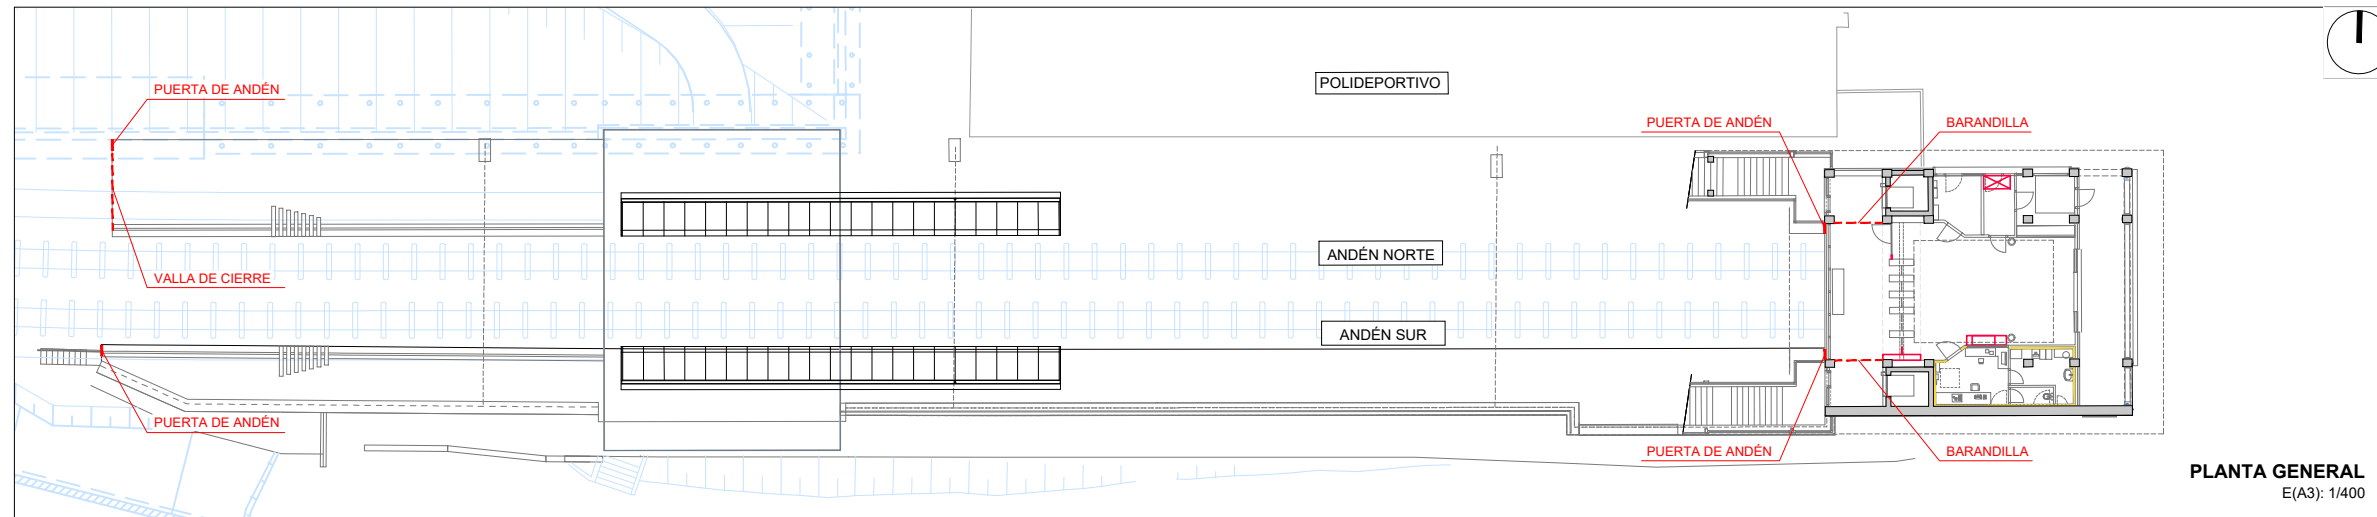 POLIDEPORTIVO
PUERTA DE ANDÉN
PUERTA DE ANDÉN
BARANDILLA
ANDÉN NORTE
VALLA DE CIERRE
ANDÉN SUR
PUERTA DE ANDÉN
PUERTA DE ANDÉN
BARANDILLA
PLANTA GENERAL
E(A3): 1/400